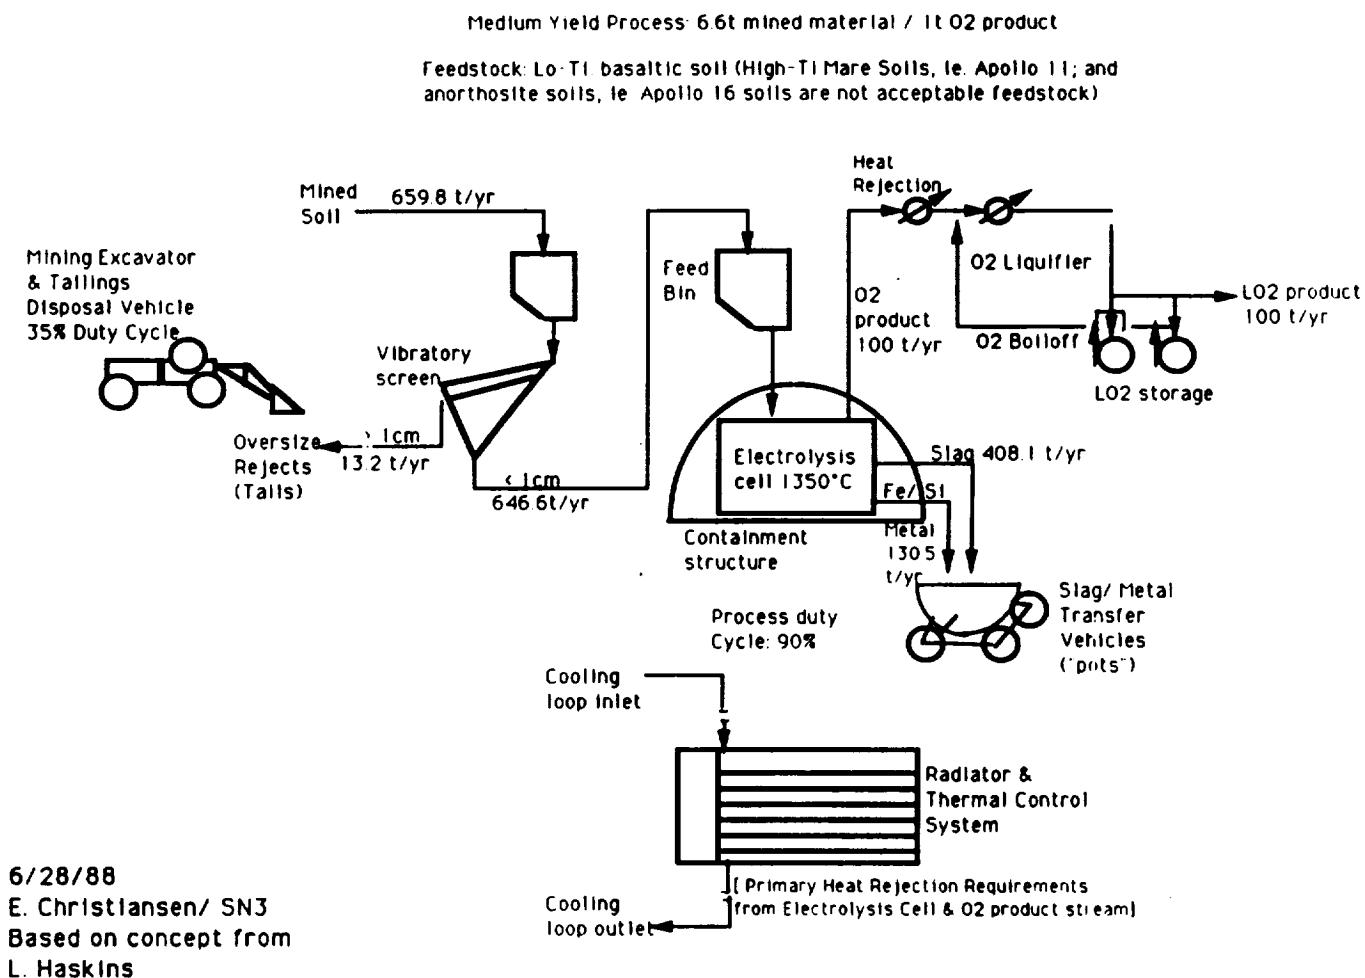 Medium Yield Process: 6.6t mined material / 1t O2 product
Feedstock: Lo-Ti basaltic soil (High-Ti Mare Soils, ie. Apollo 11; and
anorthosite soils, ie Apollo 16 soils are not acceptable feedstock)
Mined
Soil
659.8 t/yr
Heat
Rejection
Mining Excavator
& Tailings
Disposal Vehicle
35% Duty Cycle
Feed
Bin
O2 Liquifier
O2
product
100 t/yr
LO2 product
100 t/yr
O2 Boiloff
LO2 storage
Vibratory
screen
Oversize
Rejects
(Tails)
> 1cm
13.2 t/yr
< 1cm
646.6t/yr
Electrolysis
cell 1350°C
Slag 408.1 t/yr
Fe/Si
Metal
130.5
t/yr
Containment
structure
Process duty
Cycle: 90%
Slag/ Metal
Transfer
Vehicles
("pots")
Cooling
loop inlet
Radiator &
Thermal Control
System
[ Primary Heat Rejection Requirements
from Electrolysis Cell & O2 product stream]
Cooling
loop outlet
6/28/88
E. Christiansen/ SN3
Based on concept from
L. Haskins